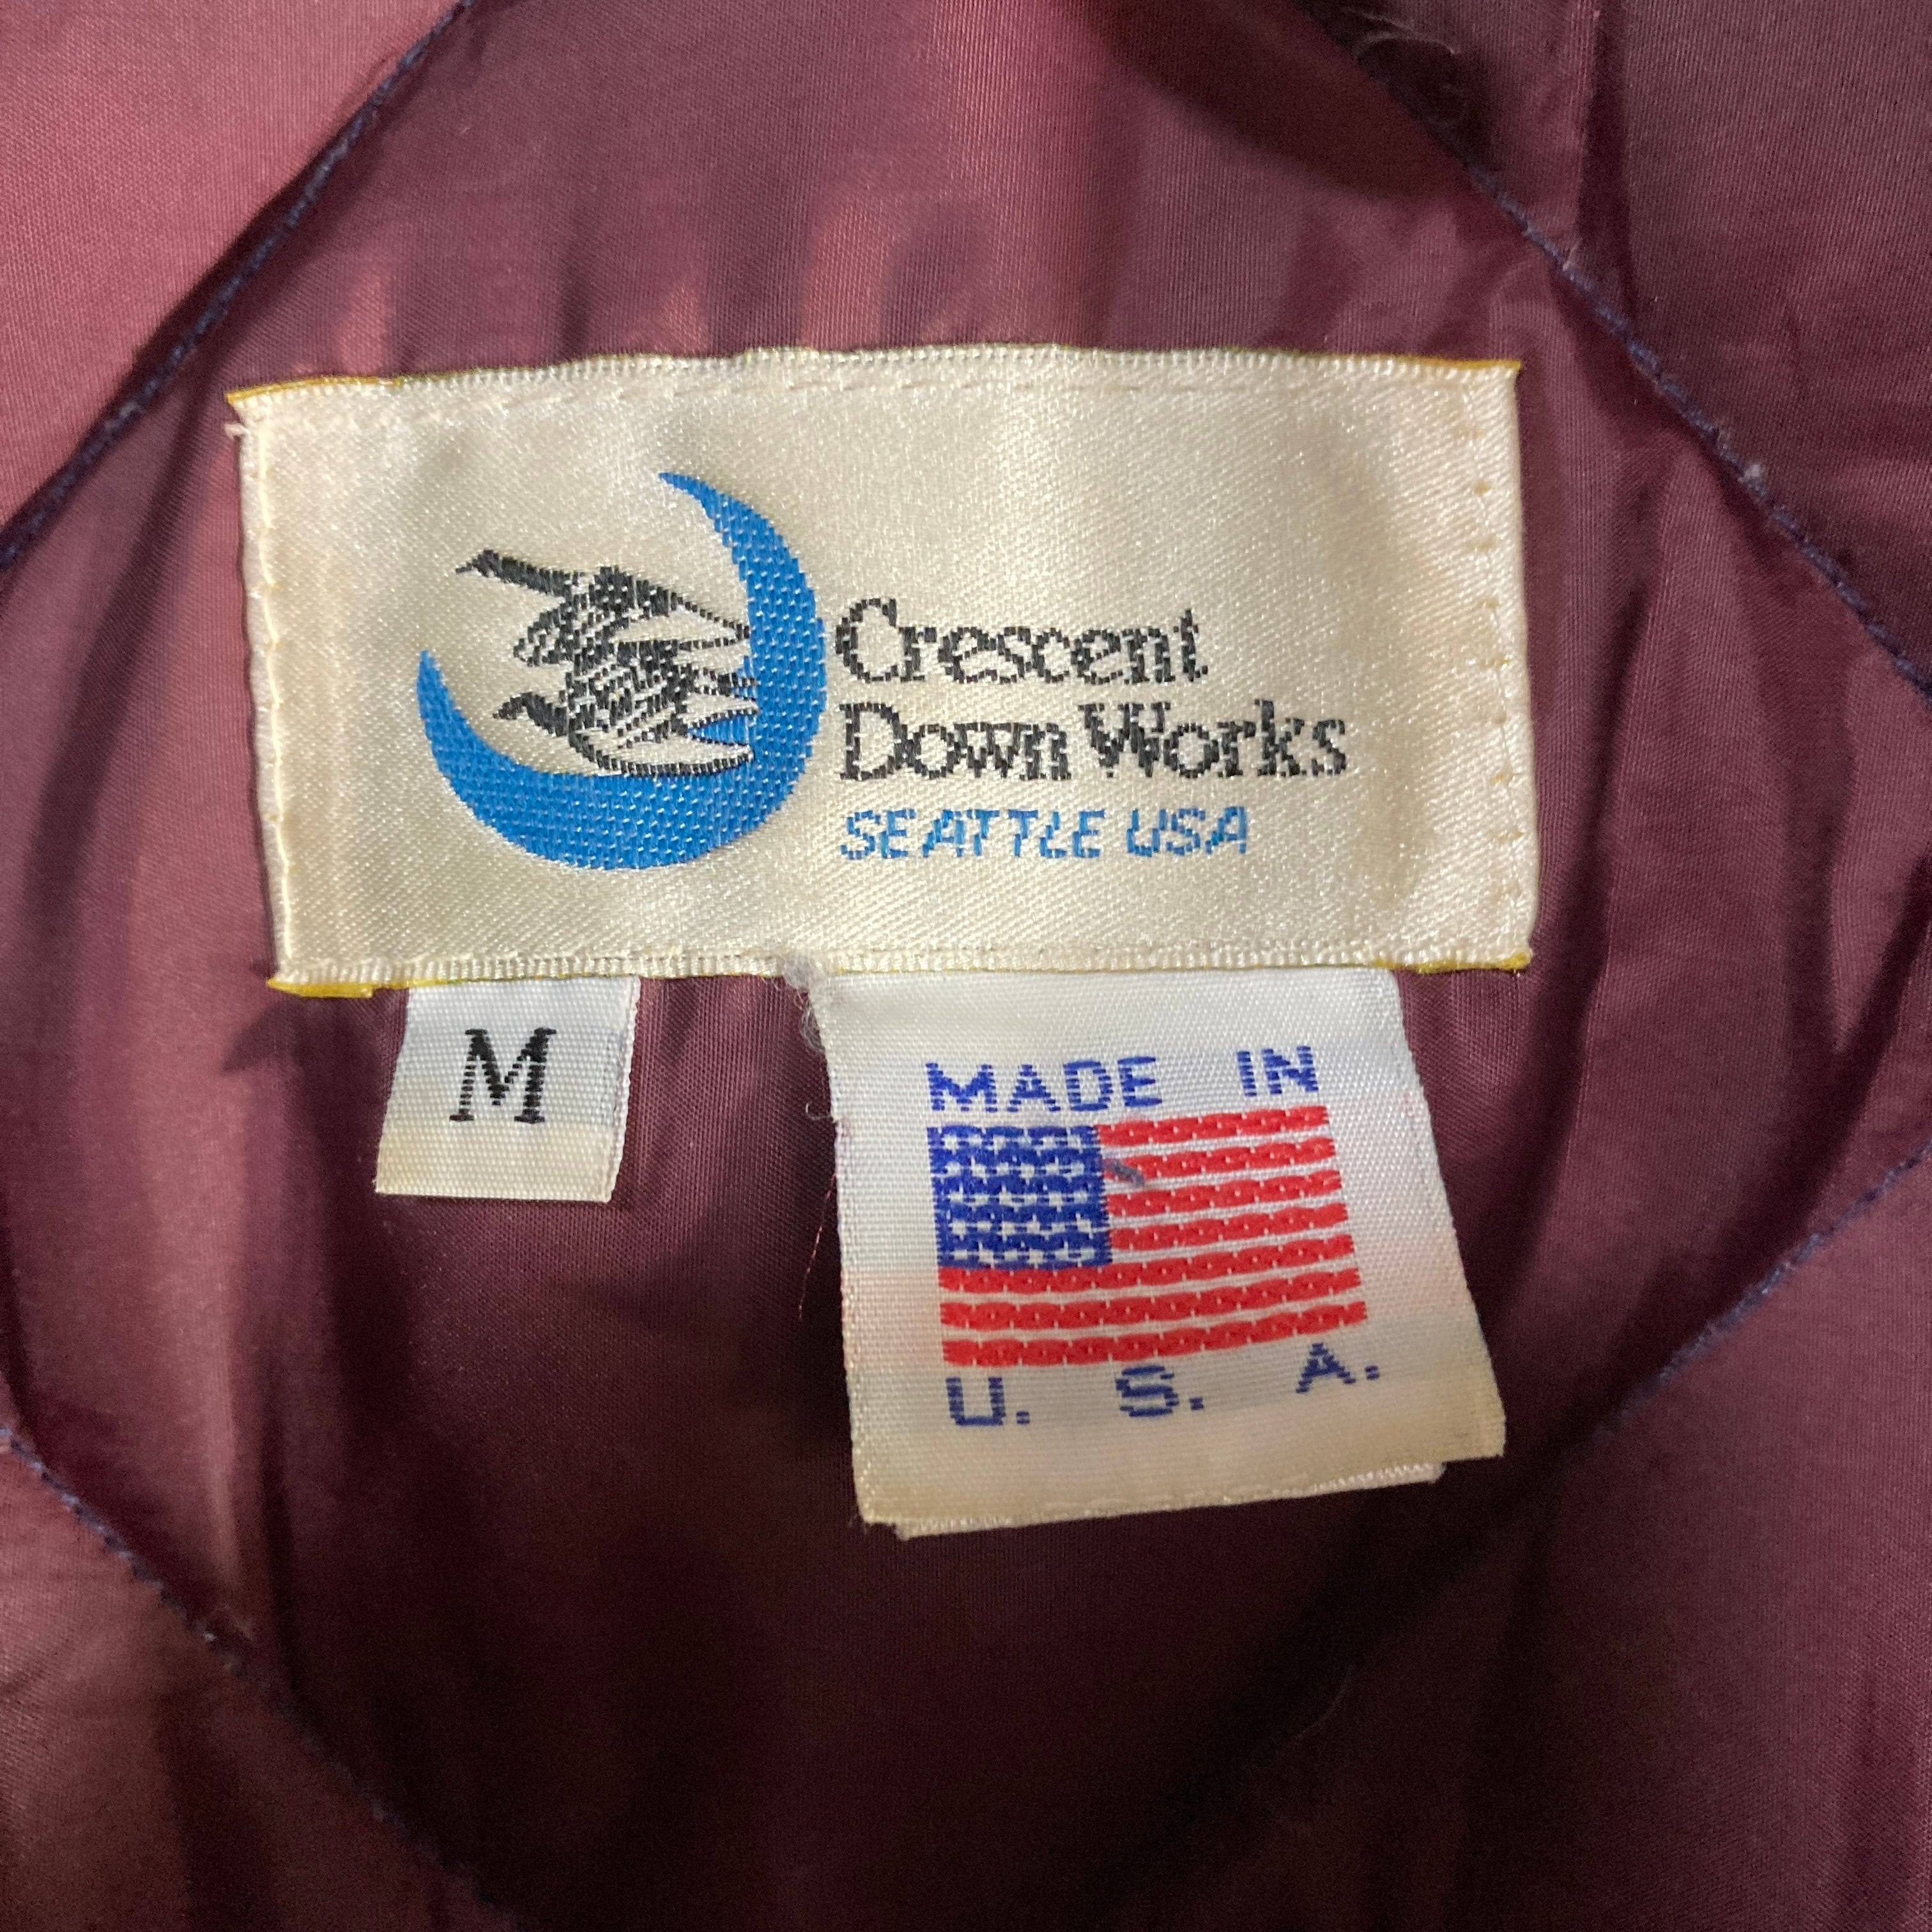 Crescent
Down Works
SEATTLE USA
M
MADE IN
U. S. A.